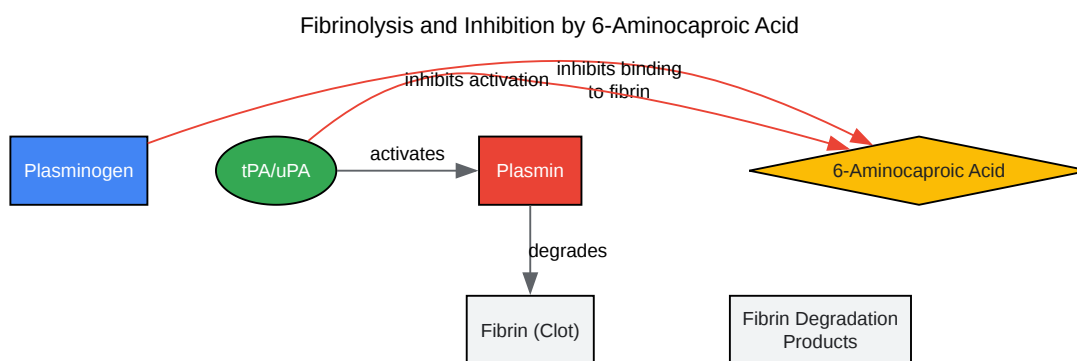 Fibrinolysis and Inhibition by 6-Aminocaproic Acid
inhibits activation
inhibits binding
to fibrin
Plasminogen
tPA/uPA
activates
Plasmin
6-Aminocaproic Acid
degrades
Fibrin (Clot)
Fibrin Degradation
Products